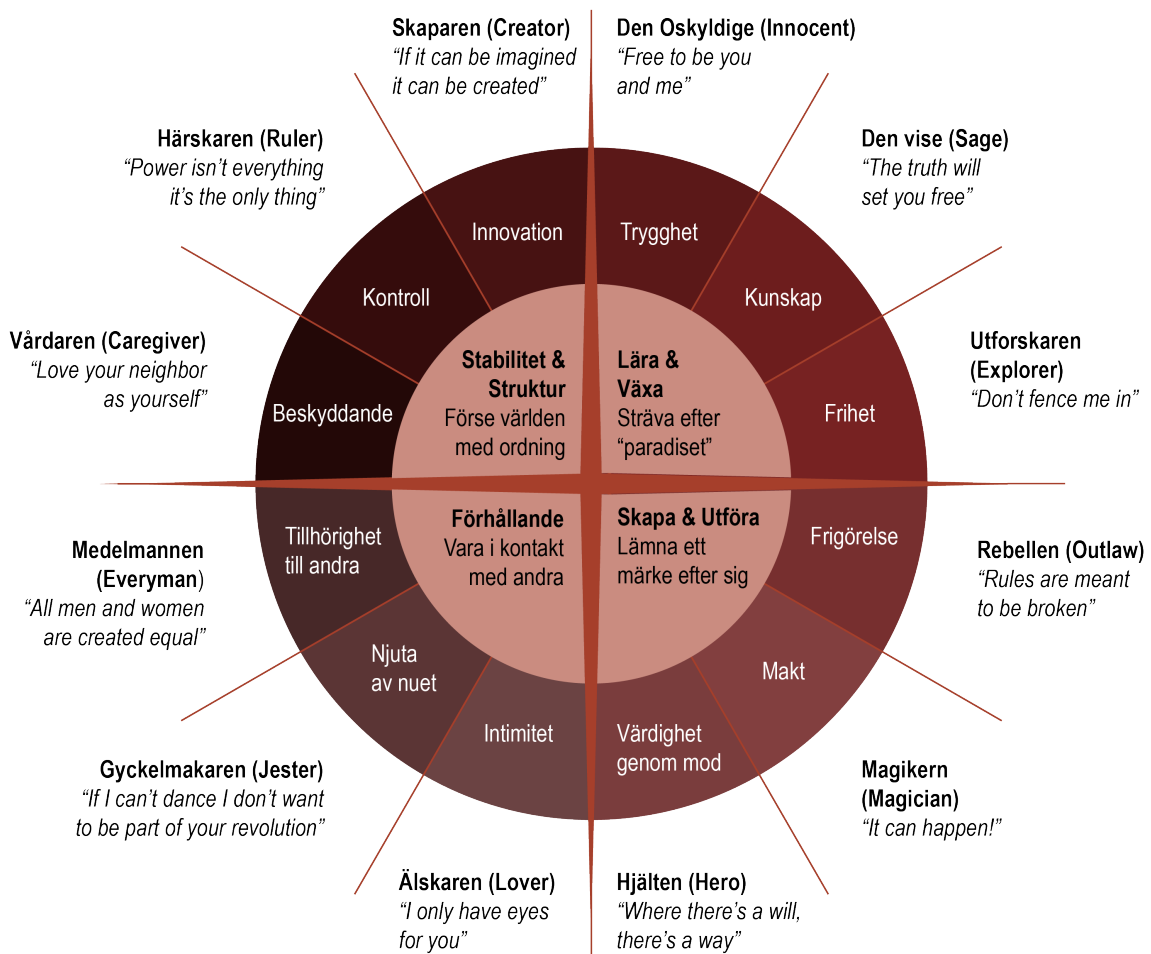 Skaparen (Creator)
“If it can be imagined
it can be created”
Den Oskyldige (Innocent)
“Free to be you
and me”
Härskaren (Ruler)
“Power isn’t everything
it’s the only thing”
Den vise (Sage)
“The truth will
set you free”
Vårdaren (Caregiver)
“Love your neighbor
as yourself”
Utforskaren
(Explorer)
“Don’t fence me in”
Innovation
Trygghet
Kontroll
Kunskap
Beskyddande
Frihet
Stabilitet &
Struktur
Förse världen
med ordning
Lära &
Växa
Sträva efter
“paradiset”
Förhållande
Vara i kontakt
med andra
Skapa & Utföra
Lämna ett
märke efter sig
Tillhörighet
till andra
Frigörelse
Njuta
av nuet
Makt
Intimitet
Värdighet
genom mod
Medelmannen
(Everyman)
“All men and women
are created equal”
Rebellen (Outlaw)
“Rules are meant
to be broken”
Gyckelmakaren (Jester)
“If I can’t dance I don’t want
to be part of your revolution”
Magikern
(Magician)
“It can happen!”
Älskaren (Lover)
“I only have eyes
for you”
Hjälten (Hero)
“Where there’s a will,
there’s a way”